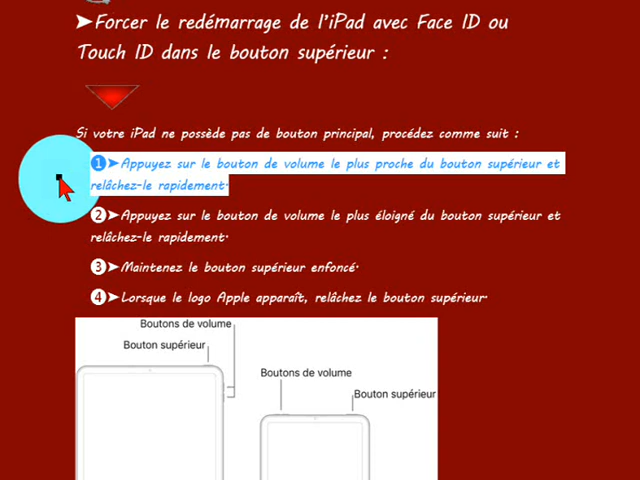 ➤Forcer le redémarrage de l'iPad avec Face ID ou
Touch ID dans le bouton supérieur :
Si votre iPad ne possède pas de bouton principal, procédez comme suit :
❶➤Appuyez sur le bouton de volume le plus proche du bouton supérieur et
relâchez-le rapidement.
❷➤Appuyez sur le bouton de volume le plus éloigné du bouton supérieur et
relâchez-le rapidement.
❸➤Maintenez le bouton supérieur enfoncé.
❹➤Lorsque le logo Apple apparaît, relâchez le bouton supérieur.
Boutons de volume
Bouton supérieur
Boutons de volume
Bouton supérieur